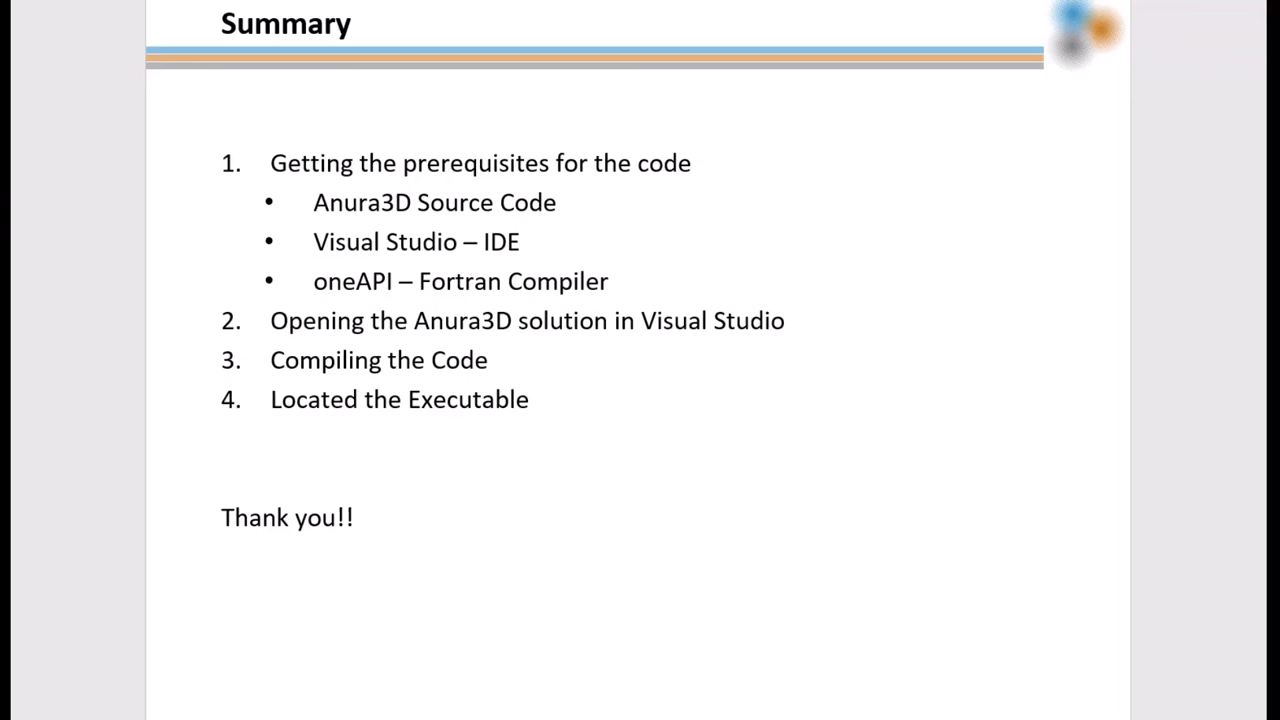 Summary
1. Getting the prerequisites for the code
• Anura3D Source Code
• Visual Studio – IDE
• oneAPI – Fortran Compiler
2. Opening the Anura3D solution in Visual Studio
3. Compiling the Code
4. Located the Executable
Thank you!!